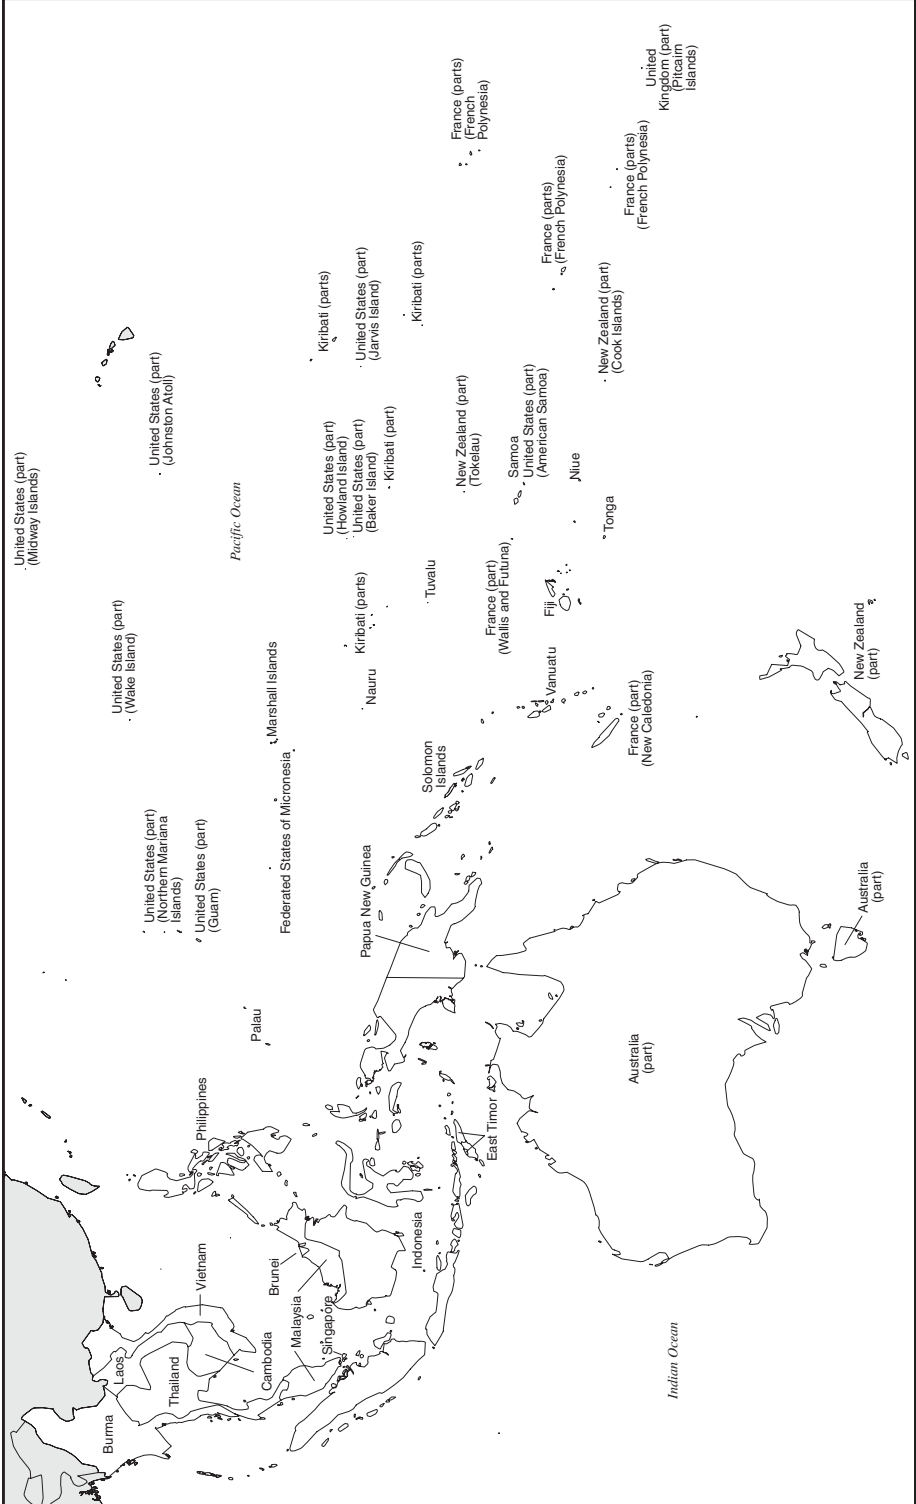 United States (part)
(Midway Islands)
Burma
Laos
United States (part)
(Wake Island)
United States (part)
(Johnston Atoll)
Thailand
Vietnam
Philippines
United States (part)
(Northern Mariana
Islands)
United States (part)
(Guam)
Pacific Ocean
Cambodia
Brunei
Palau
Federated States of Micronesia
Marshall Islands
Malaysia
Singapore
United States (part)
(Howland Island)
United States (part)
(Baker Island)
Kiribati (parts)
United States (part)
(Jarvis Island)
Papua New Guinea
Nauru
Kiribati (parts)
Kiribati (part)
Kiribati (parts)
Indonesia
Solomon
Islands
Tuvalu
New Zealand (part)
(Tokelau)
France (parts)
(French
Polynesia)
East Timor
France (part)
(Wallis and Futuna)
Samoa
United States (part)
(American Samoa)
Vanuatu
Fiji
Niue
France (parts)
(French Polynesia)
Tonga
New Zealand (part)
(Cook Islands)
Australia
(part)
France (part)
(New Caledonia)
France (parts)
(French Polynesia)
United
Kingdom (part)
(Pitcairn
Islands)
Indian Ocean
Australia
(part)
New Zealand
(part)